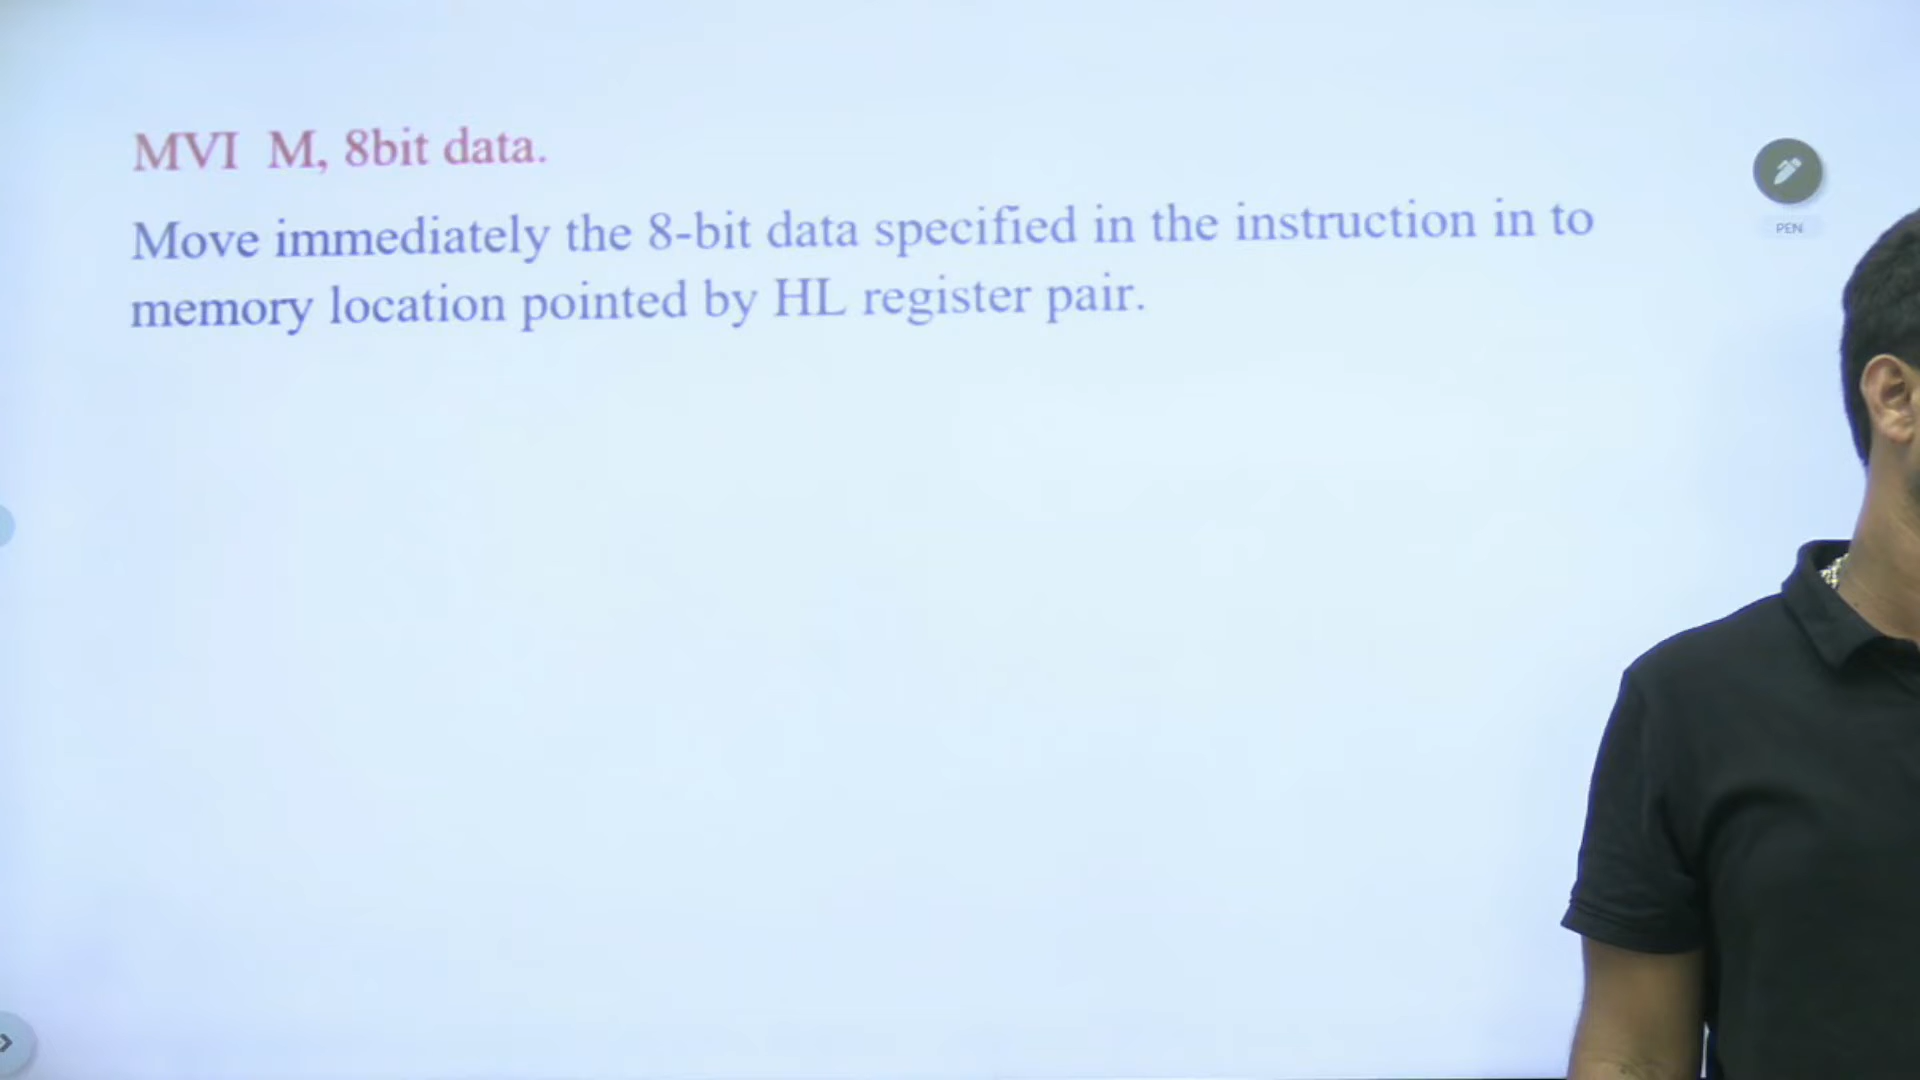 MVI M, 8bit data.
Move immediately the 8-bit data specified in the instruction in to
memory location pointed by HL register pair.
PEN